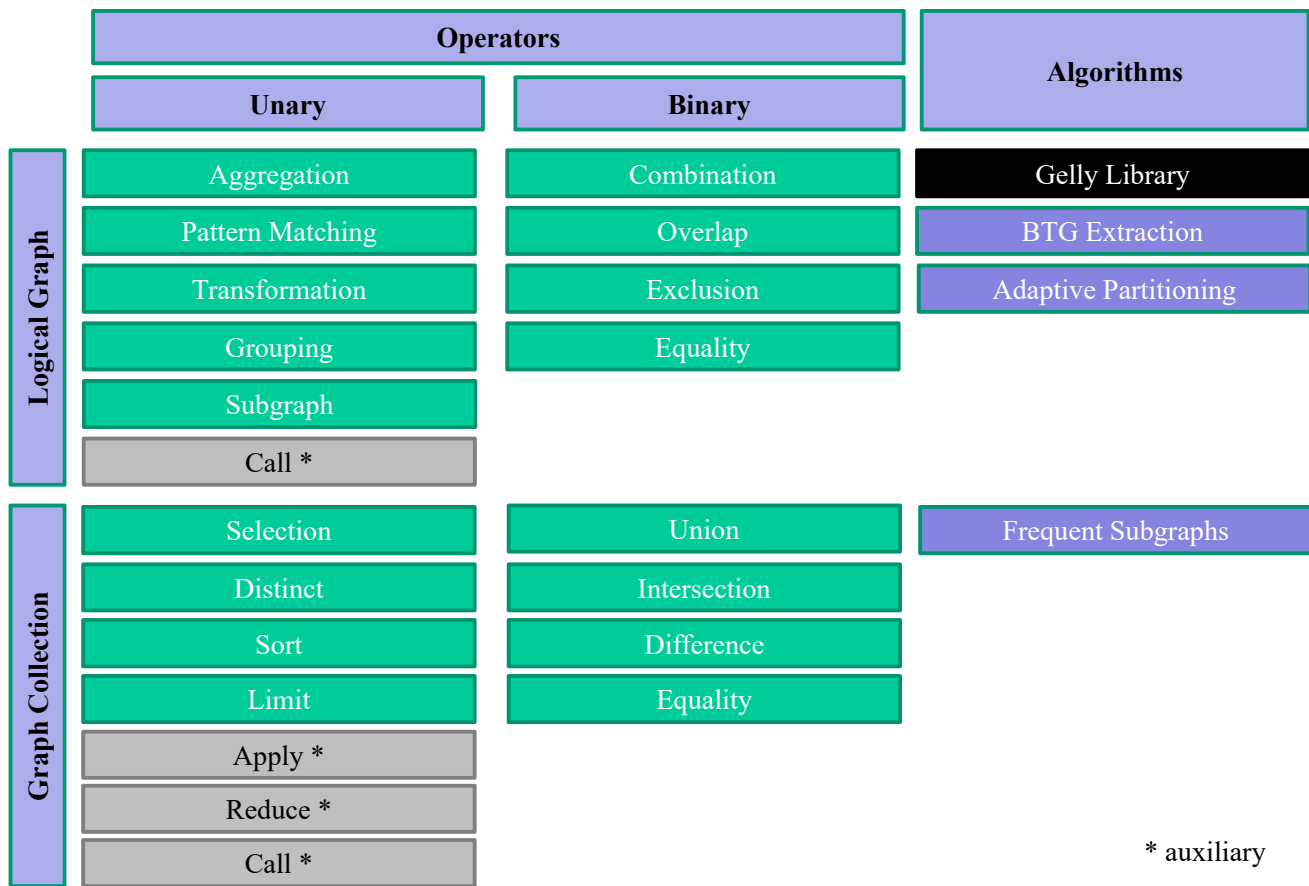 Operators
Algorithms
Unary
Binary
Logical Graph
Aggregation
Combination
Gelly Library
Pattern Matching
Overlap
BTG Extraction
Transformation
Exclusion
Adaptive Partitioning
Grouping
Equality
Subgraph
Call *
Graph Collection
Selection
Union
Frequent Subgraphs
Distinct
Intersection
Sort
Difference
Limit
Equality
Apply *
Reduce *
Call *
* auxiliary